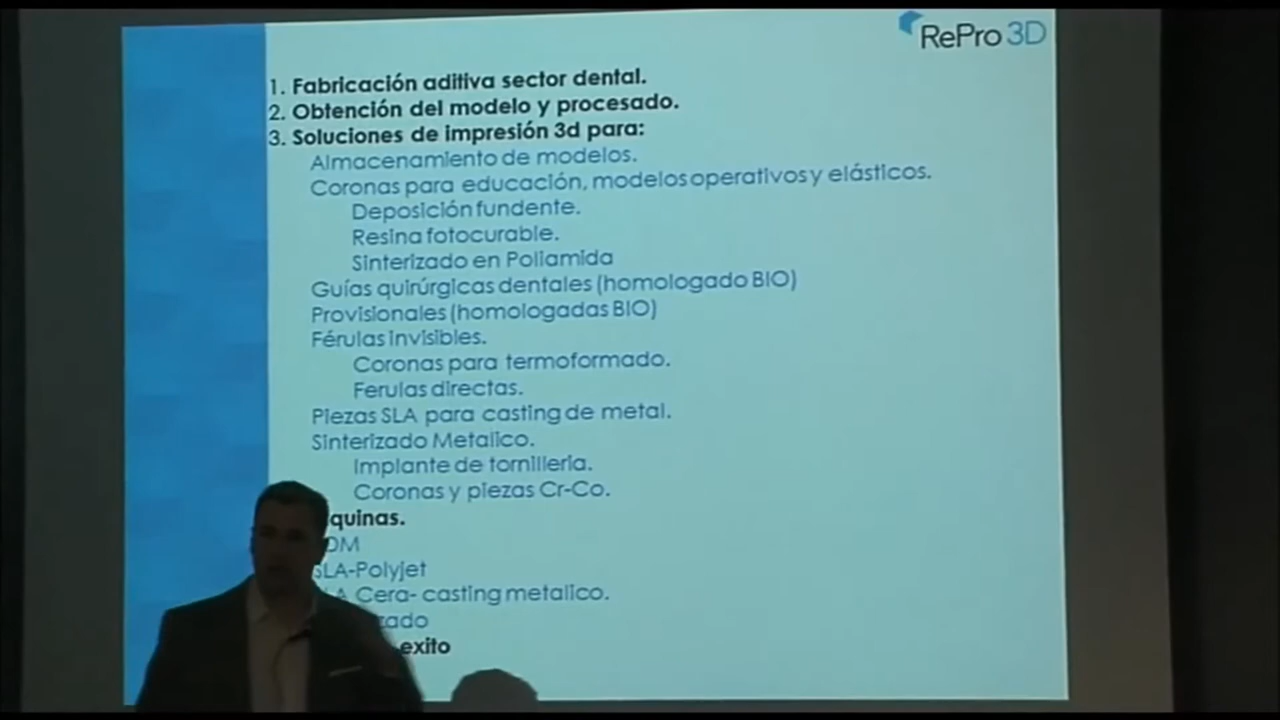 RePro 3D
1. Fabricación aditiva sector dental.
2. Obtención del modelo y procesado.
3. Soluciones de impresión 3d para:
Almacenamiento de modelos.
Coronas para educación, modelos operativos y elásticos.
Deposición fundente.
Resina fotocurable.
Sinterizado en Poliamida
Guías quirúrgicas dentales (homologado BIO)
Provisionales (homologadas BIO)
Férulas invisibles.
Coronas para termoformado.
Ferulas directas.
Piezas SLA para casting de metal.
Sinterizado Metalico.
Implante de tornilleria.
Coronas y piezas Cr-Co.
quinas.
DM
SLA-Polyjet
A Cera- casting metalico.
zado
exito